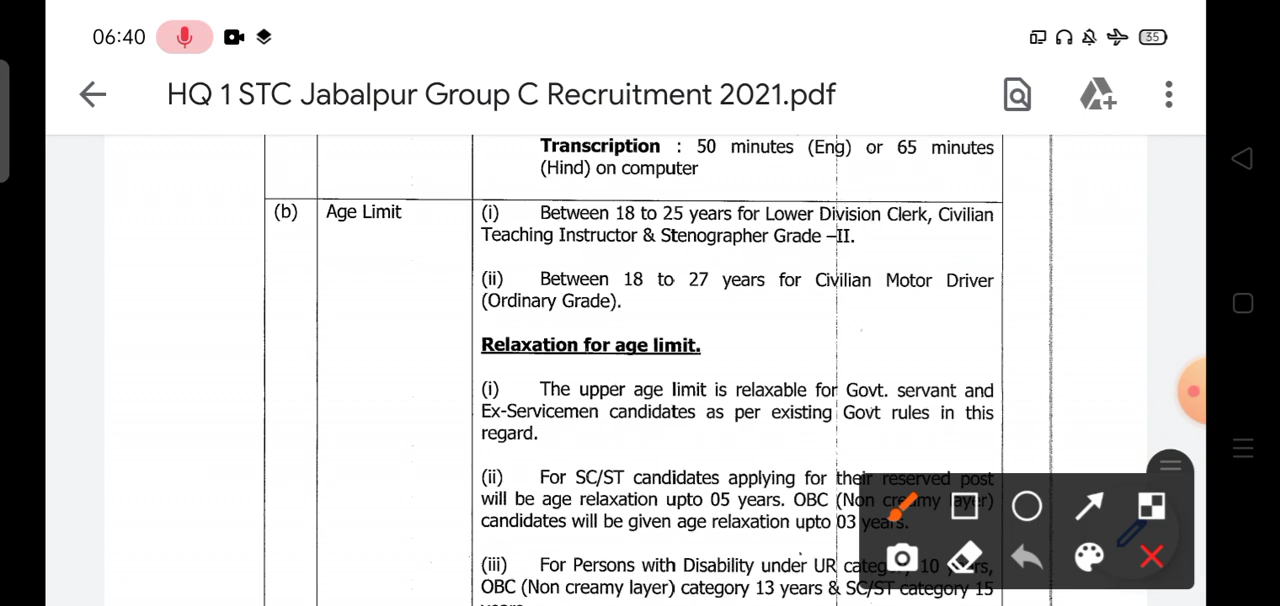 06:40
35
HQ 1 STC Jabalpur Group C Recruitment 2021.pdf
Transcription : 50 minutes (Eng) or 65 minutes
(Hind) on computer
(b) Age Limit (i) Between 18 to 25 years for Lower Division Clerk, Civilian
Teaching Instructor & Stenographer Grade –II.
(ii) Between 18 to 27 years for Civilian Motor Driver
(Ordinary Grade).
Relaxation for age limit.
(i) The upper age limit is relaxable for Govt. servant and
Ex-Servicemen candidates as per existing Govt rules in this
regard.
(ii) For SC/ST candidates applying for their reserved post
will be age relaxation upto 05 years. OBC (Non creamy layer)
candidates will be given age relaxation upto 03 years.
(iii) For Persons with Disability under UR 10
OBC (Non creamy layer) category 13 years & SC/ST category 15